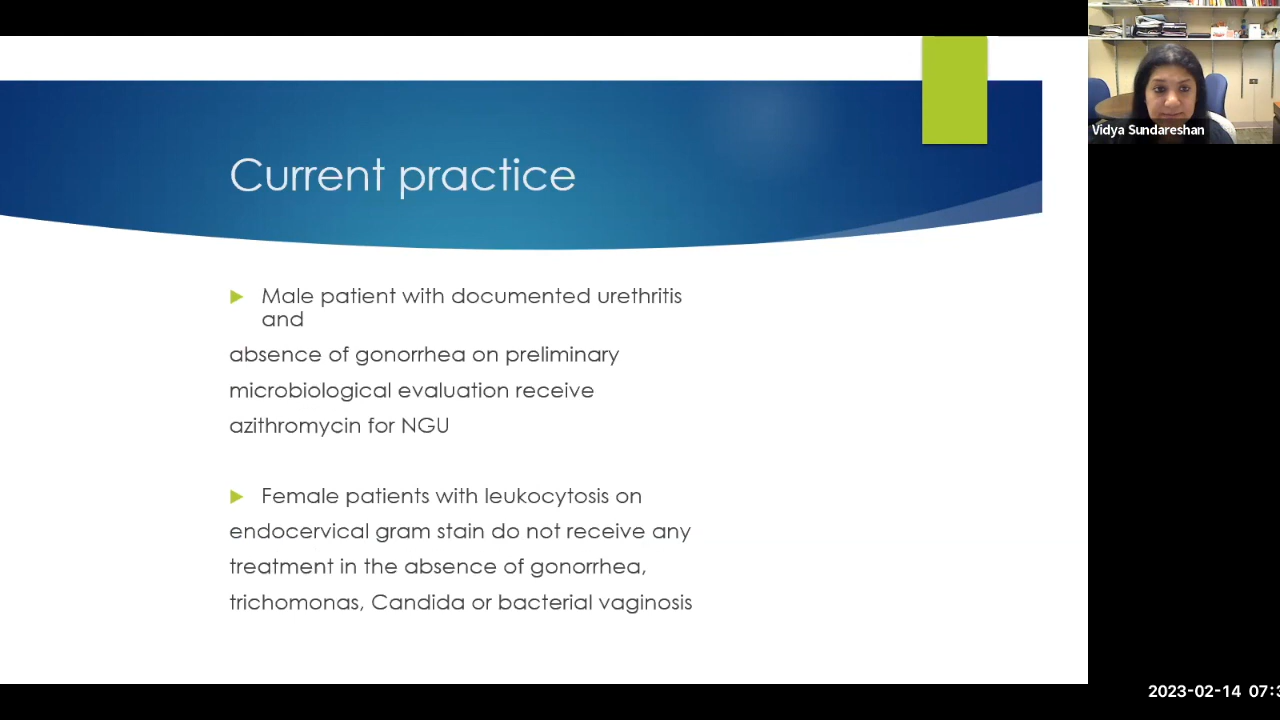 Current practice
Male patient with documented urethritis
and
absence of gonorrhea on preliminary
microbiological evaluation receive
azithromycin for NGU
Female patients with leukocytosis on
endocervical gram stain do not receive any
treatment in the absence of gonorrhea,
trichomonas, Candida or bacterial vaginosis
Vidya Sundareshan
2023-02-14 07:3